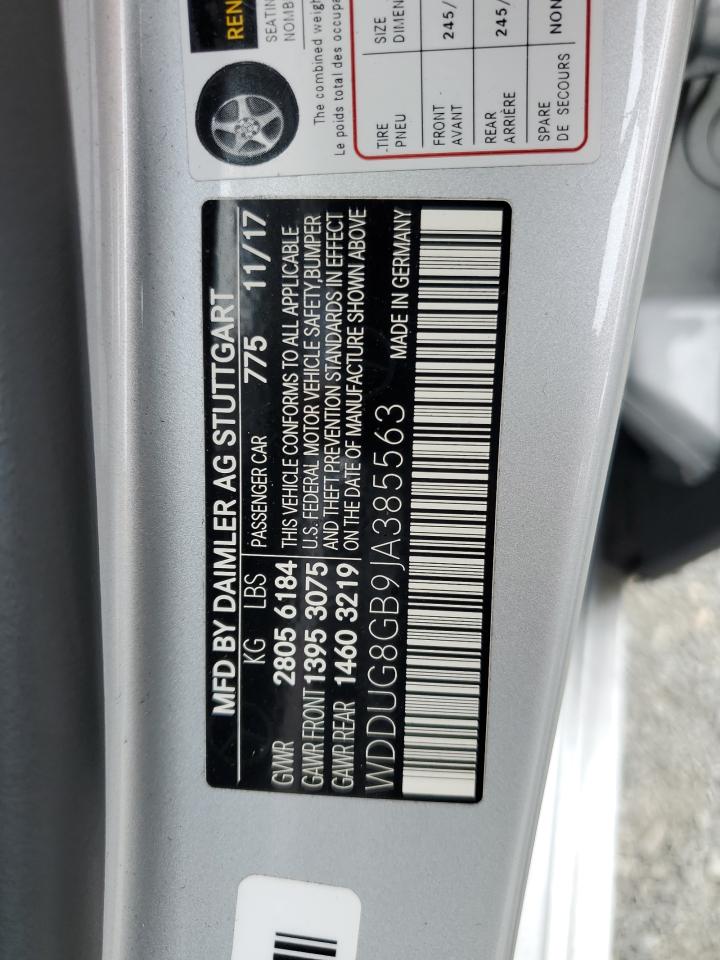 REN
SEATIN
NOMB
The combined weigh
Le poids total des occupa
TIRE
PNEU
SIZE
DIMEN
FRONT
AVANT
245/
REAR
ARRIÈRE
245/
SPARE
DE SECOURS
NON
MFD BY DAIMLER AG STUTTGART
KG LBS PASSENGER CAR 775 11/17
GVWR 2805 6184 THIS VEHICLE CONFORMS TO ALL APPLICABLE
GAWR FRONT 1395 3075 U.S. FEDERAL MOTOR VEHICLE SAFETY,BUMPER
GAWR REAR 1460 3219 AND THEFT PREVENTION STANDARDS IN EFFECT
ON THE DATE OF MANUFACTURE SHOWN ABOVE
WDDUG8GB9JA385563 MADE IN GERMANY